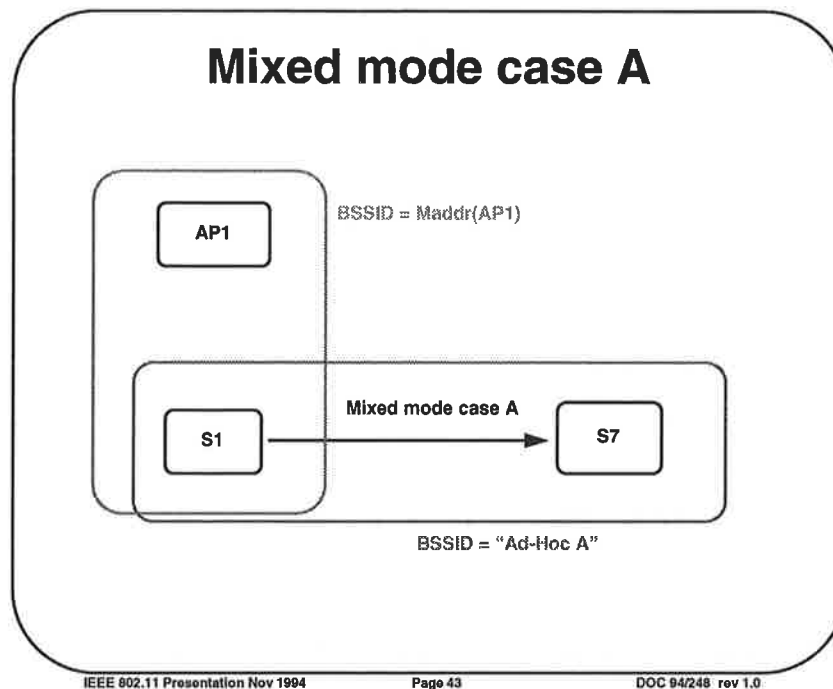 Mixed mode case A
AP1
BSSID = Maddr(AP1)
Mixed mode case A
S1
S7
BSSID = “Ad-Hoc A”
IEEE 802.11 Presentation Nov 1994 Page 43 DOC 94/248 rev 1.0